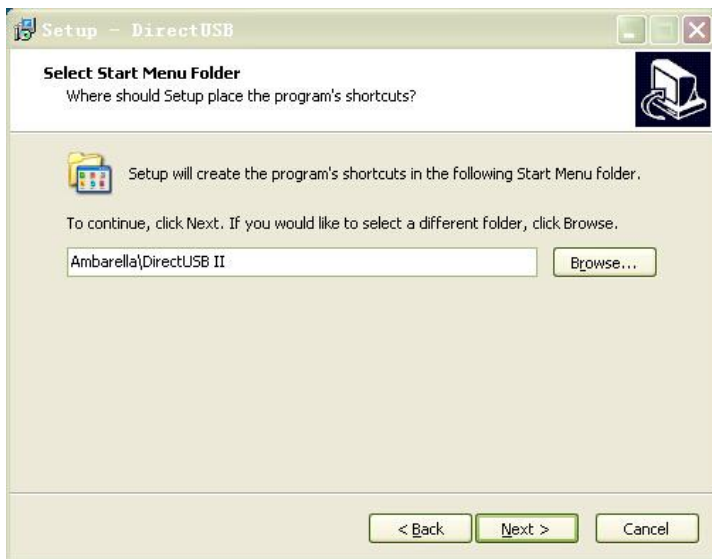 Setup - DirectUSB
Select Start Menu Folder
Where should Setup place the program's shortcuts?
Setup will create the program's shortcuts in the following Start Menu folder.
To continue, click Next. If you would like to select a different folder, click Browse.
Ambarella\DirectUSB II
Browse...
< Back
Next >
Cancel